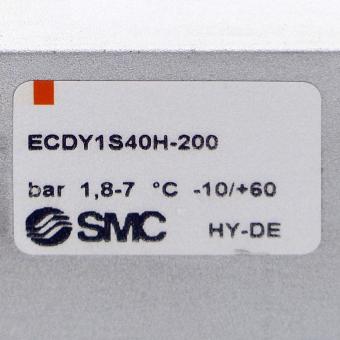 ECDY1S40H-200
bar 1,8-7 °C -10/+60
SMC HY-DE